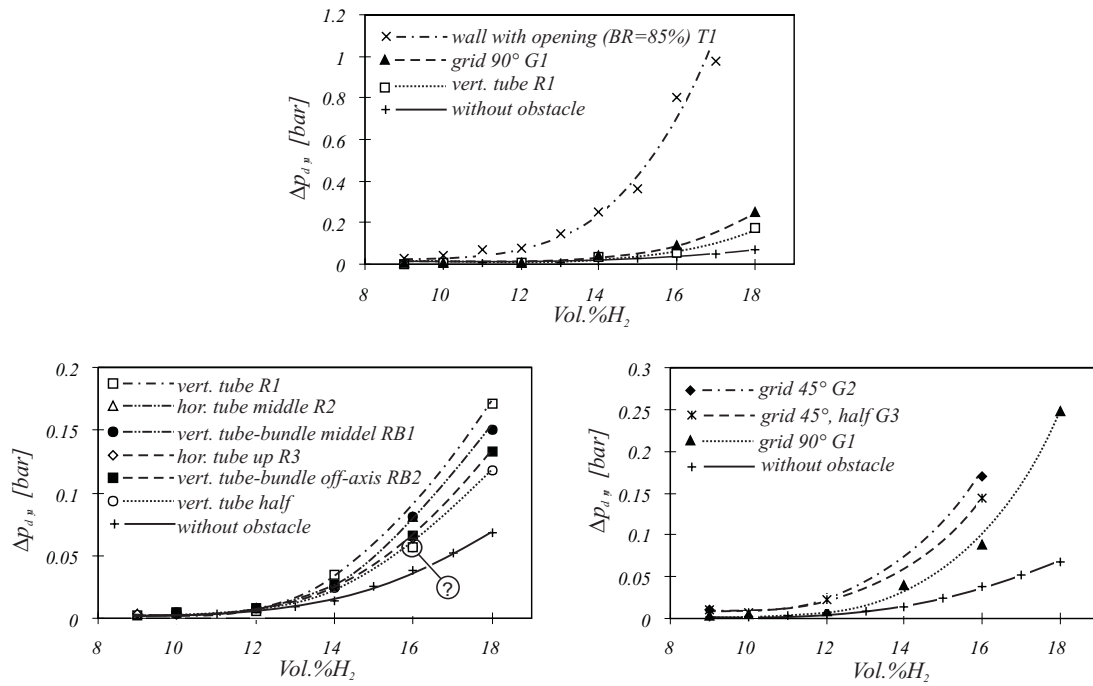 1.2
1
0.8
0.6
0.4
0.2
0
Δp_dyn [bar]
wall with opening (BR=85%) T1
grid 90° G1
vert. tube R1
without obstacle
8 10 12 14 16 18
Vol.%H₂
0.2
0.15
0.1
0.05
0
Δp_dyn [bar]
vert. tube R1
hor. tube middle R2
vert. tube-bundle middel RB1
hor. tube up R3
vert. tube-bundle off-axis RB2
vert. tube half
without obstacle
?
8 10 12 14 16 18
Vol.%H₂
0.3
0.25
0.2
0.15
0.1
0.05
0
Δp_dyn [bar]
grid 45° G2
grid 45°, half G3
grid 90° G1
without obstacle
8 10 12 14 16 18
Vol.%H₂